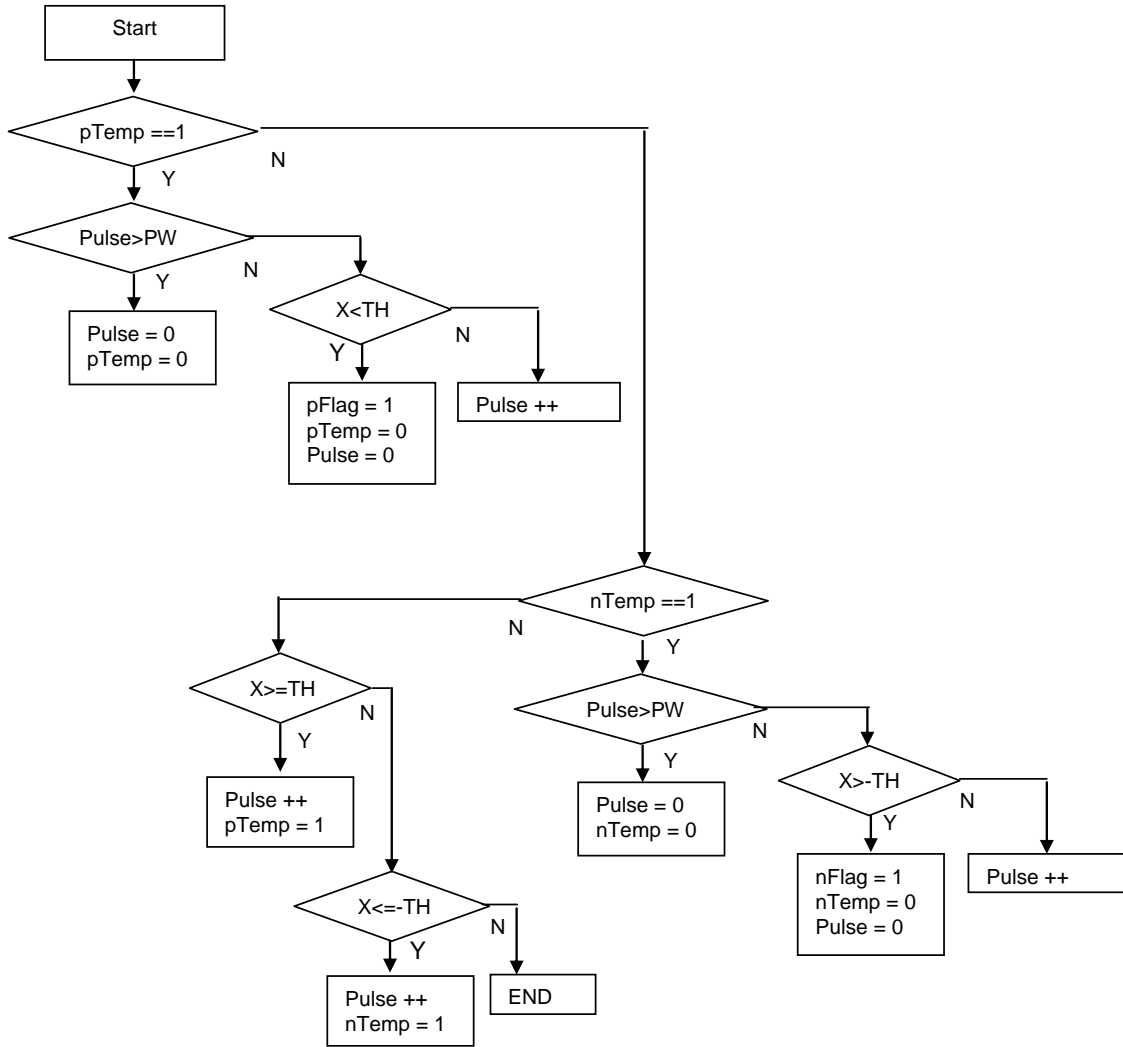 Start
pTemp ==1
N
Y
Pulse>PW
N
Y
X<TH
N
Y
Pulse = 0
pTemp = 0
pFlag = 1
pTemp = 0
Pulse = 0
Pulse ++
nTemp ==1
N
Y
X>=TH
N
Y
Pulse>PW
N
Y
X>-TH
N
Y
Pulse ++
pTemp = 1
Pulse = 0
nTemp = 0
nFlag = 1
nTemp = 0
Pulse = 0
Pulse ++
X<=-TH
N
Y
Pulse ++
nTemp = 1
END